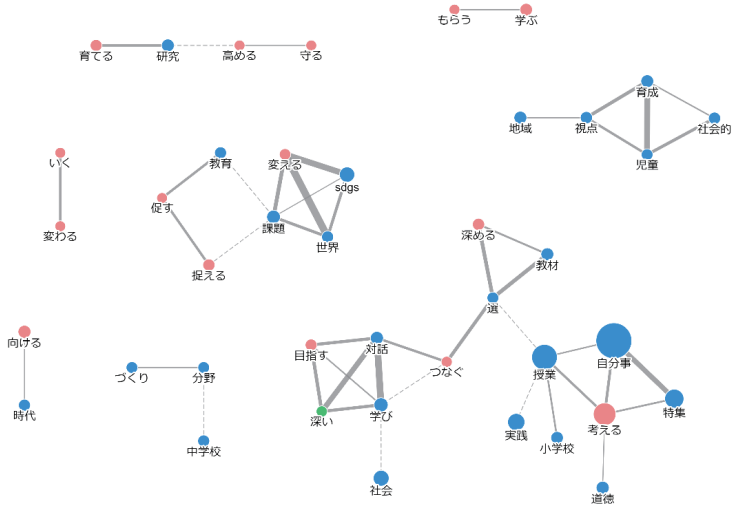 もらう
学ぶ
育てる
研究
高める
守る
育成
地域
視点
社会的
児童
いく
教育
変える
sdgs
促す
変わる
課題
世界
深める
教材
捉える
選
向ける
目指す
対話
つなぐ
自分事
授業
づくり
分野
時代
深い
学び
考える
特集
実践
小学校
中学校
社会
道徳